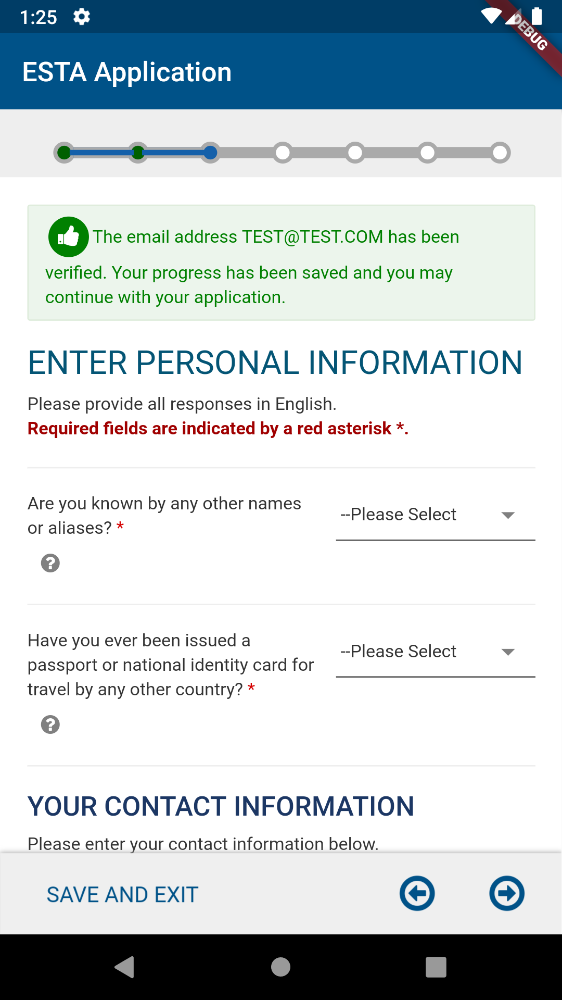 1:25
DEBUG
ESTA Application
The email address TEST@TEST.COM has been
verified. Your progress has been saved and you may
continue with your application.
ENTER PERSONAL INFORMATION
Please provide all responses in English.
Required fields are indicated by a red asterisk *.
Are you known by any other names
or aliases? *
--Please Select
Have you ever been issued a
passport or national identity card for
travel by any other country? *
--Please Select
YOUR CONTACT INFORMATION
Please enter your contact information below.
SAVE AND EXIT